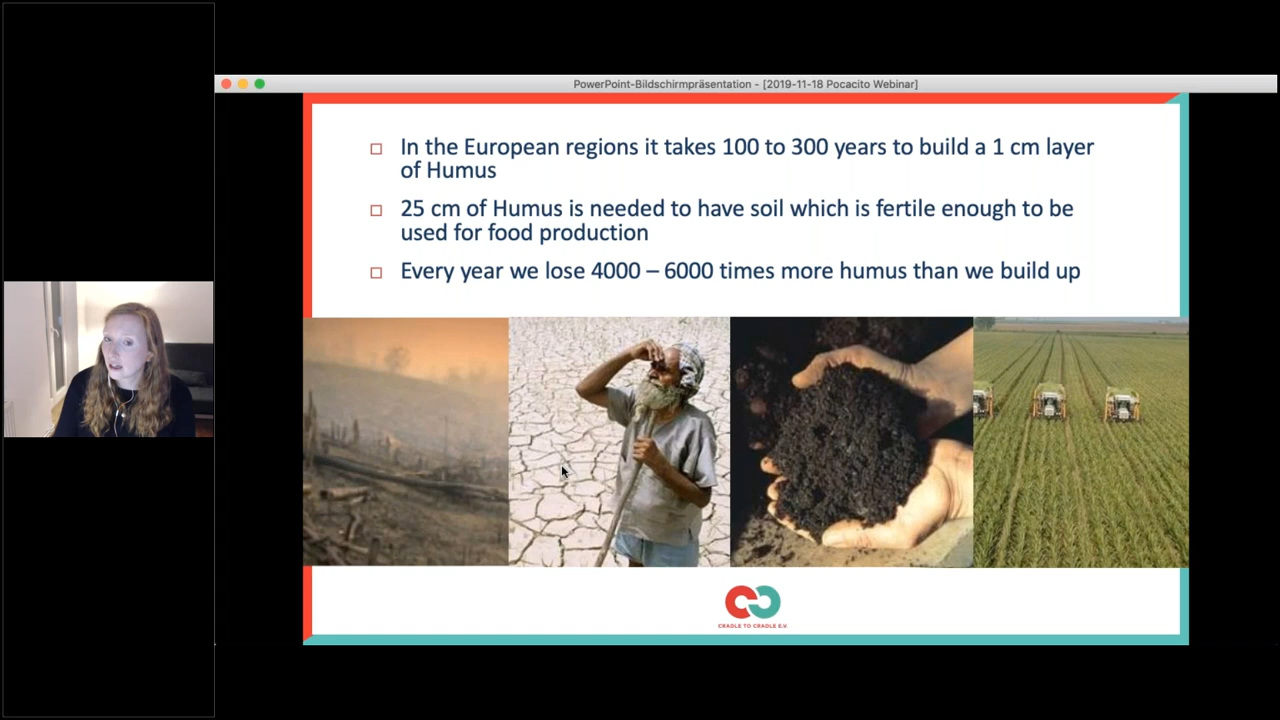 PowerPoint-Bildschirmpräsentation - [2019-11-18 Pocacito Webinar]
In the European regions it takes 100 to 300 years to build a 1 cm layer
of Humus
25 cm of Humus is needed to have soil which is fertile enough to be
used for food production
Every year we lose 4000 – 6000 times more humus than we build up
CRADLE TO CRADLE E.V.